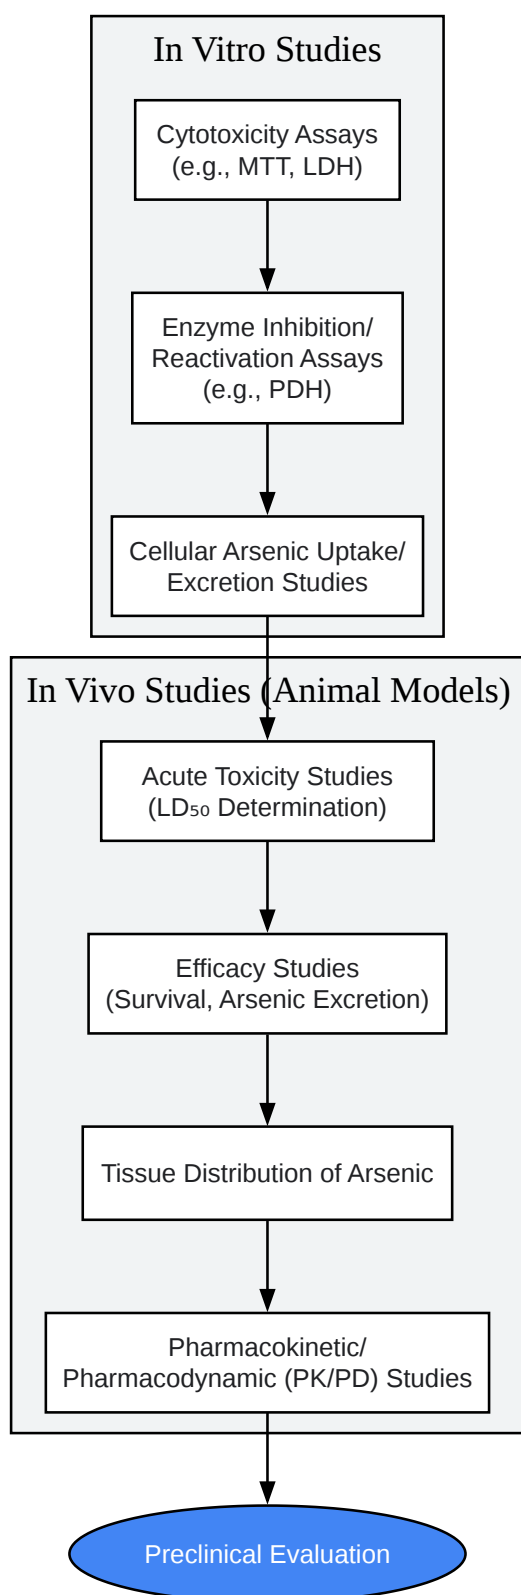 In Vitro Studies
Cytotoxicity Assays
(e.g., MTT, LDH)
Enzyme Inhibition/
Reactivation Assays
(e.g., PDH)
Cellular Arsenic Uptake/
Excretion Studies
In Vivo Studies (Animal Models)
Acute Toxicity Studies
(LD₅₀ Determination)
Efficacy Studies
(Survival, Arsenic Excretion)
Tissue Distribution of Arsenic
Pharmacokinetic/
Pharmacodynamic (PK/PD) Studies
Preclinical Evaluation